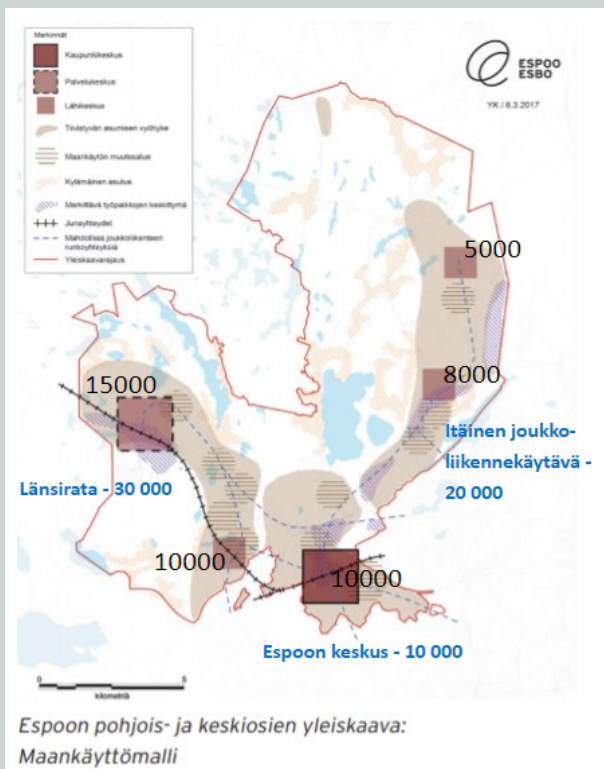 Merkinnät
Kaupunkikeskus
Palvelukeskus
Lähikeskus
Tiivistyvän asumisen vyöhyke
Maankäytön muutosalue
Kylämäinen asutus
Merkittävä työpaikkojen keskittymä
Junayhteydet
Mahdollisia joukkoliikenteen
runkoyhteyksiä
Yleiskaavarajaus
ESPOO
ESBO
YK / 6.3.2017
5000
15000
8000
Itäinen joukko-
liikennekäytävä -
20 000
Länsirata - 30 000
10000
10000
Espoon keskus - 10 000
0
5
kilometriä
Espoon pohjois- ja keskiosien yleiskaava:
Maankäyttömalli